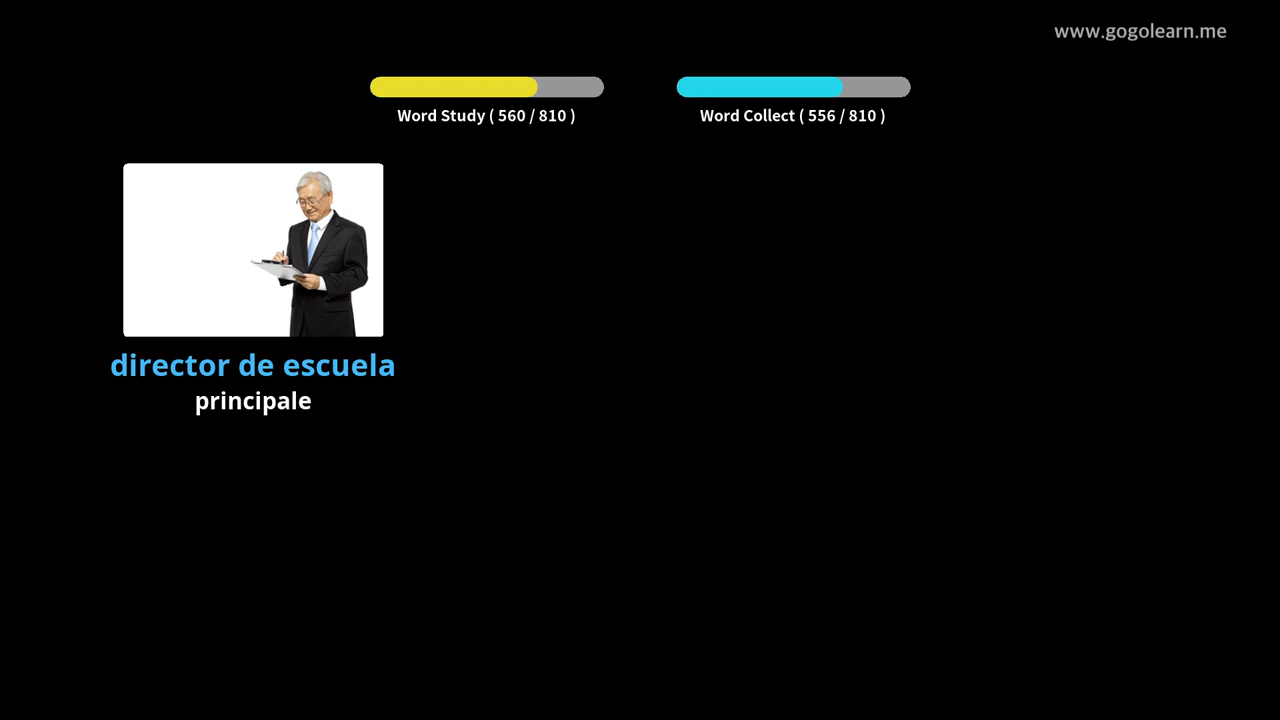 www.gogolearn.me
Word Study ( 560 / 810 )
Word Collect ( 556 / 810 )
director de escuela
principale